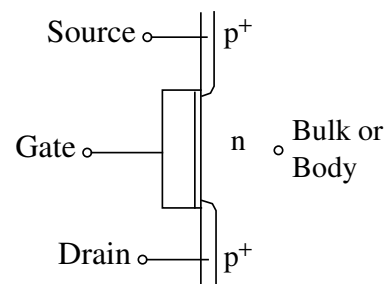 Source
p+
Gate
n
Bulk or
Body
Drain
p+